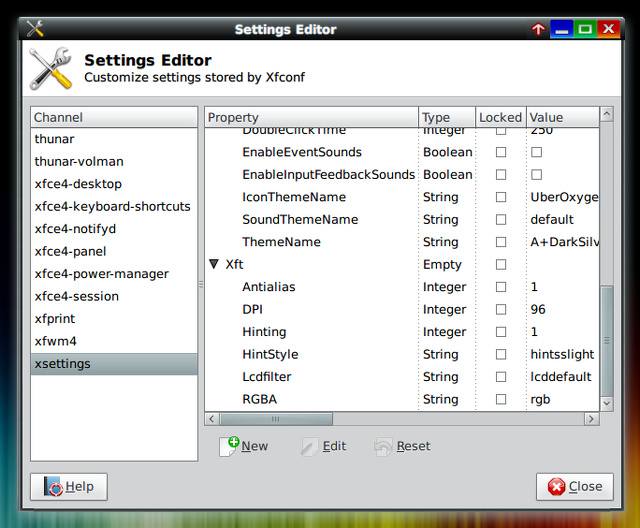 Settings Editor
Settings Editor
Customize settings stored by Xfconf
Channel
thunar
thunar-volman
xfce4-desktop
xfce4-keyboard-shortcuts
xfce4-notifyd
xfce4-panel
xfce4-power-manager
xfce4-session
xfprint
xfwm4
xsettings
Property Type Locked Value
DoubleClickTime Integer 250
EnableEventSounds Boolean
EnableInputFeedbackSounds Boolean
IconThemeName String UberOxyge
SoundThemeName String default
ThemeName String A+DarkSilv
Xft Empty
Antialias Integer 1
DPI Integer 96
Hinting Integer 1
HintStyle String hintsslight
Lcdfilter String lcddefault
RGBA String rgb
New Edit Reset
Help Close